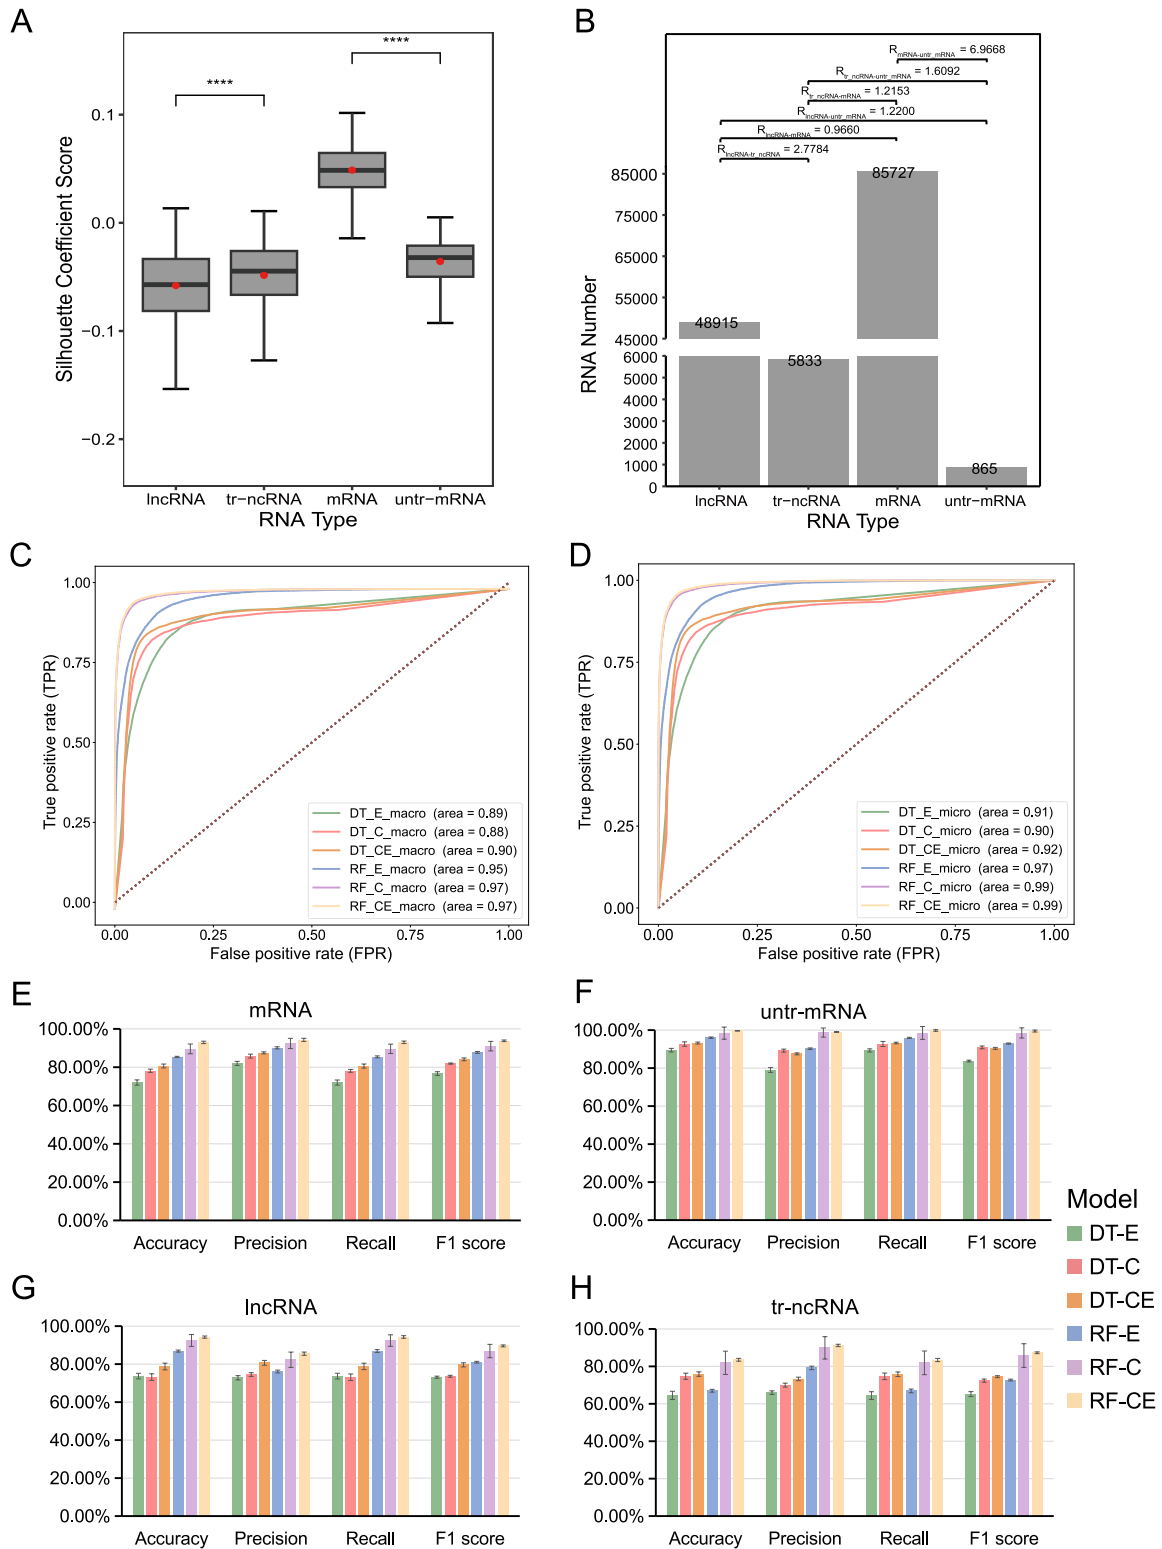 A
Silhouette Coefficient Score
0.1
0.0
−0.1
−0.2
****
****
lncRNA tr−ncRNA mRNA untr−mRNA
RNA Type
B
RNA Number
85000
75000
65000
55000
45000
6000
5000
4000
3000
2000
1000
0
RmRNA-untr_mRNA = 6.9668
Rtr_ncRNA-untr_mRNA = 1.6092
Rtr_ncRNA-mRNA = 1.2153
RlncRNA-untr_mRNA = 1.2200
RlncRNA-mRNA = 0.9660
RlncRNA-tr_ncRNA = 2.7784
48915
5833
85727
865
lncRNA tr−ncRNA mRNA untr−mRNA
RNA Type
C
True positive rate (TPR)
1.00
0.75
0.50
0.25
0.00
DT_E_macro (area = 0.89)
DT_C_macro (area = 0.88)
DT_CE_macro (area = 0.90)
RF_E_macro (area = 0.95)
RF_C_macro (area = 0.97)
RF_CE_macro (area = 0.97)
0.00 0.25 0.50 0.75 1.00
False positive rate (FPR)
D
True positive rate (TPR)
1.00
0.75
0.50
0.25
0.00
DT_E_micro (area = 0.91)
DT_C_micro (area = 0.90)
DT_CE_micro (area = 0.92)
RF_E_micro (area = 0.97)
RF_C_micro (area = 0.99)
RF_CE_micro (area = 0.99)
0.00 0.25 0.50 0.75 1.00
False positive rate (FPR)
E
mRNA
100.00%
80.00%
60.00%
40.00%
20.00%
0.00%
Accuracy Precision Recall F1 score
F
untr-mRNA
100.00%
80.00%
60.00%
40.00%
20.00%
0.00%
Accuracy Precision Recall F1 score
G
lncRNA
100.00%
80.00%
60.00%
40.00%
20.00%
0.00%
Accuracy Precision Recall F1 score
H
tr-ncRNA
100.00%
80.00%
60.00%
40.00%
20.00%
0.00%
Accuracy Precision Recall F1 score
Model
DT-E
DT-C
DT-CE
RF-E
RF-C
RF-CE